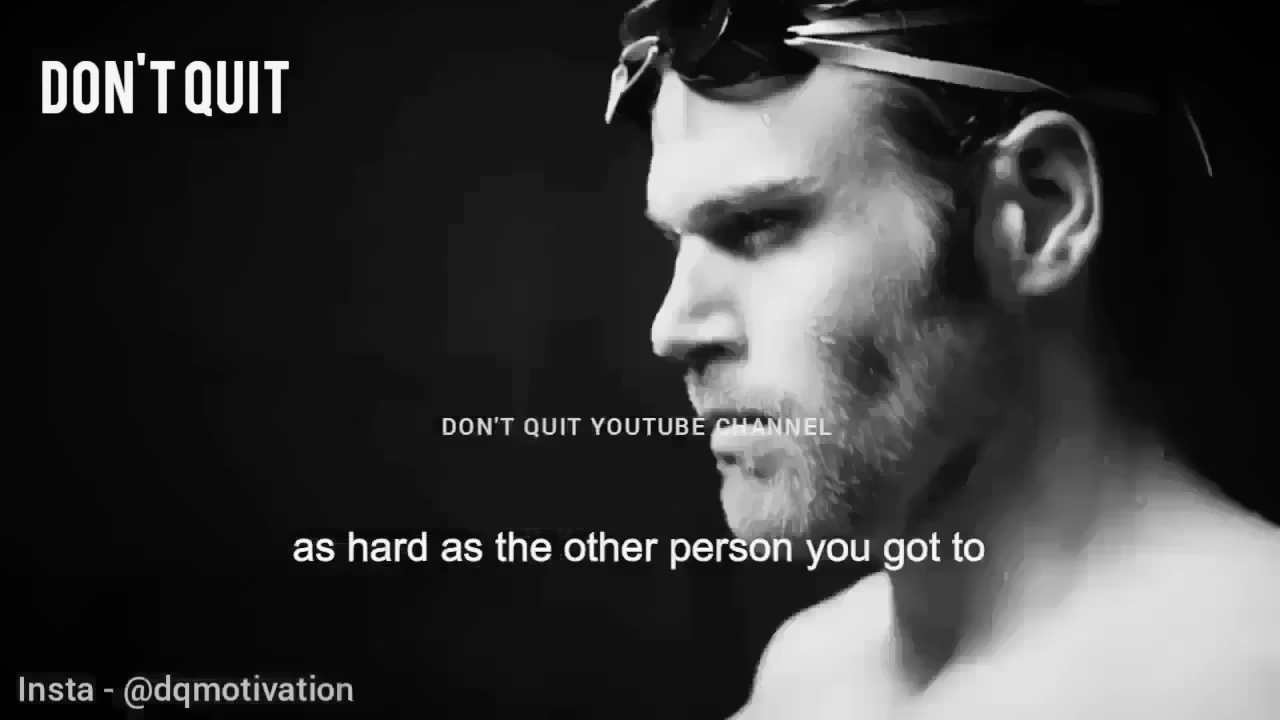 DON'T QUIT
DON'T QUIT YOUTUBE CHANNEL
as hard as the other person you got to
Insta - @dqmotivation